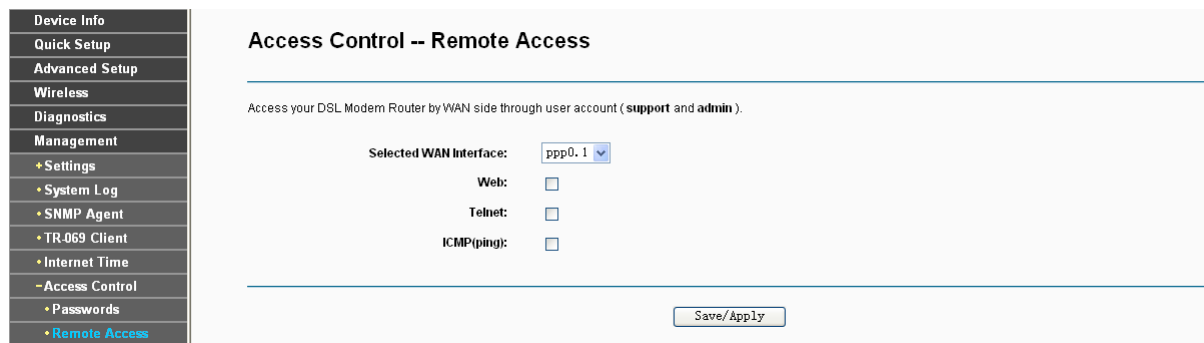 Device Info
Quick Setup
Advanced Setup
Wireless
Diagnostics
Management
+Settings
•System Log
•SNMP Agent
•TR-069 Client
•Internet Time
−Access Control
•Passwords
•Remote Access
Access Control -- Remote Access
Access your DSL Modem Router by WAN side through user account ( support and admin ).
Selected WAN Interface: ppp0.1
Web:
Telnet:
ICMP(ping):
Save/Apply